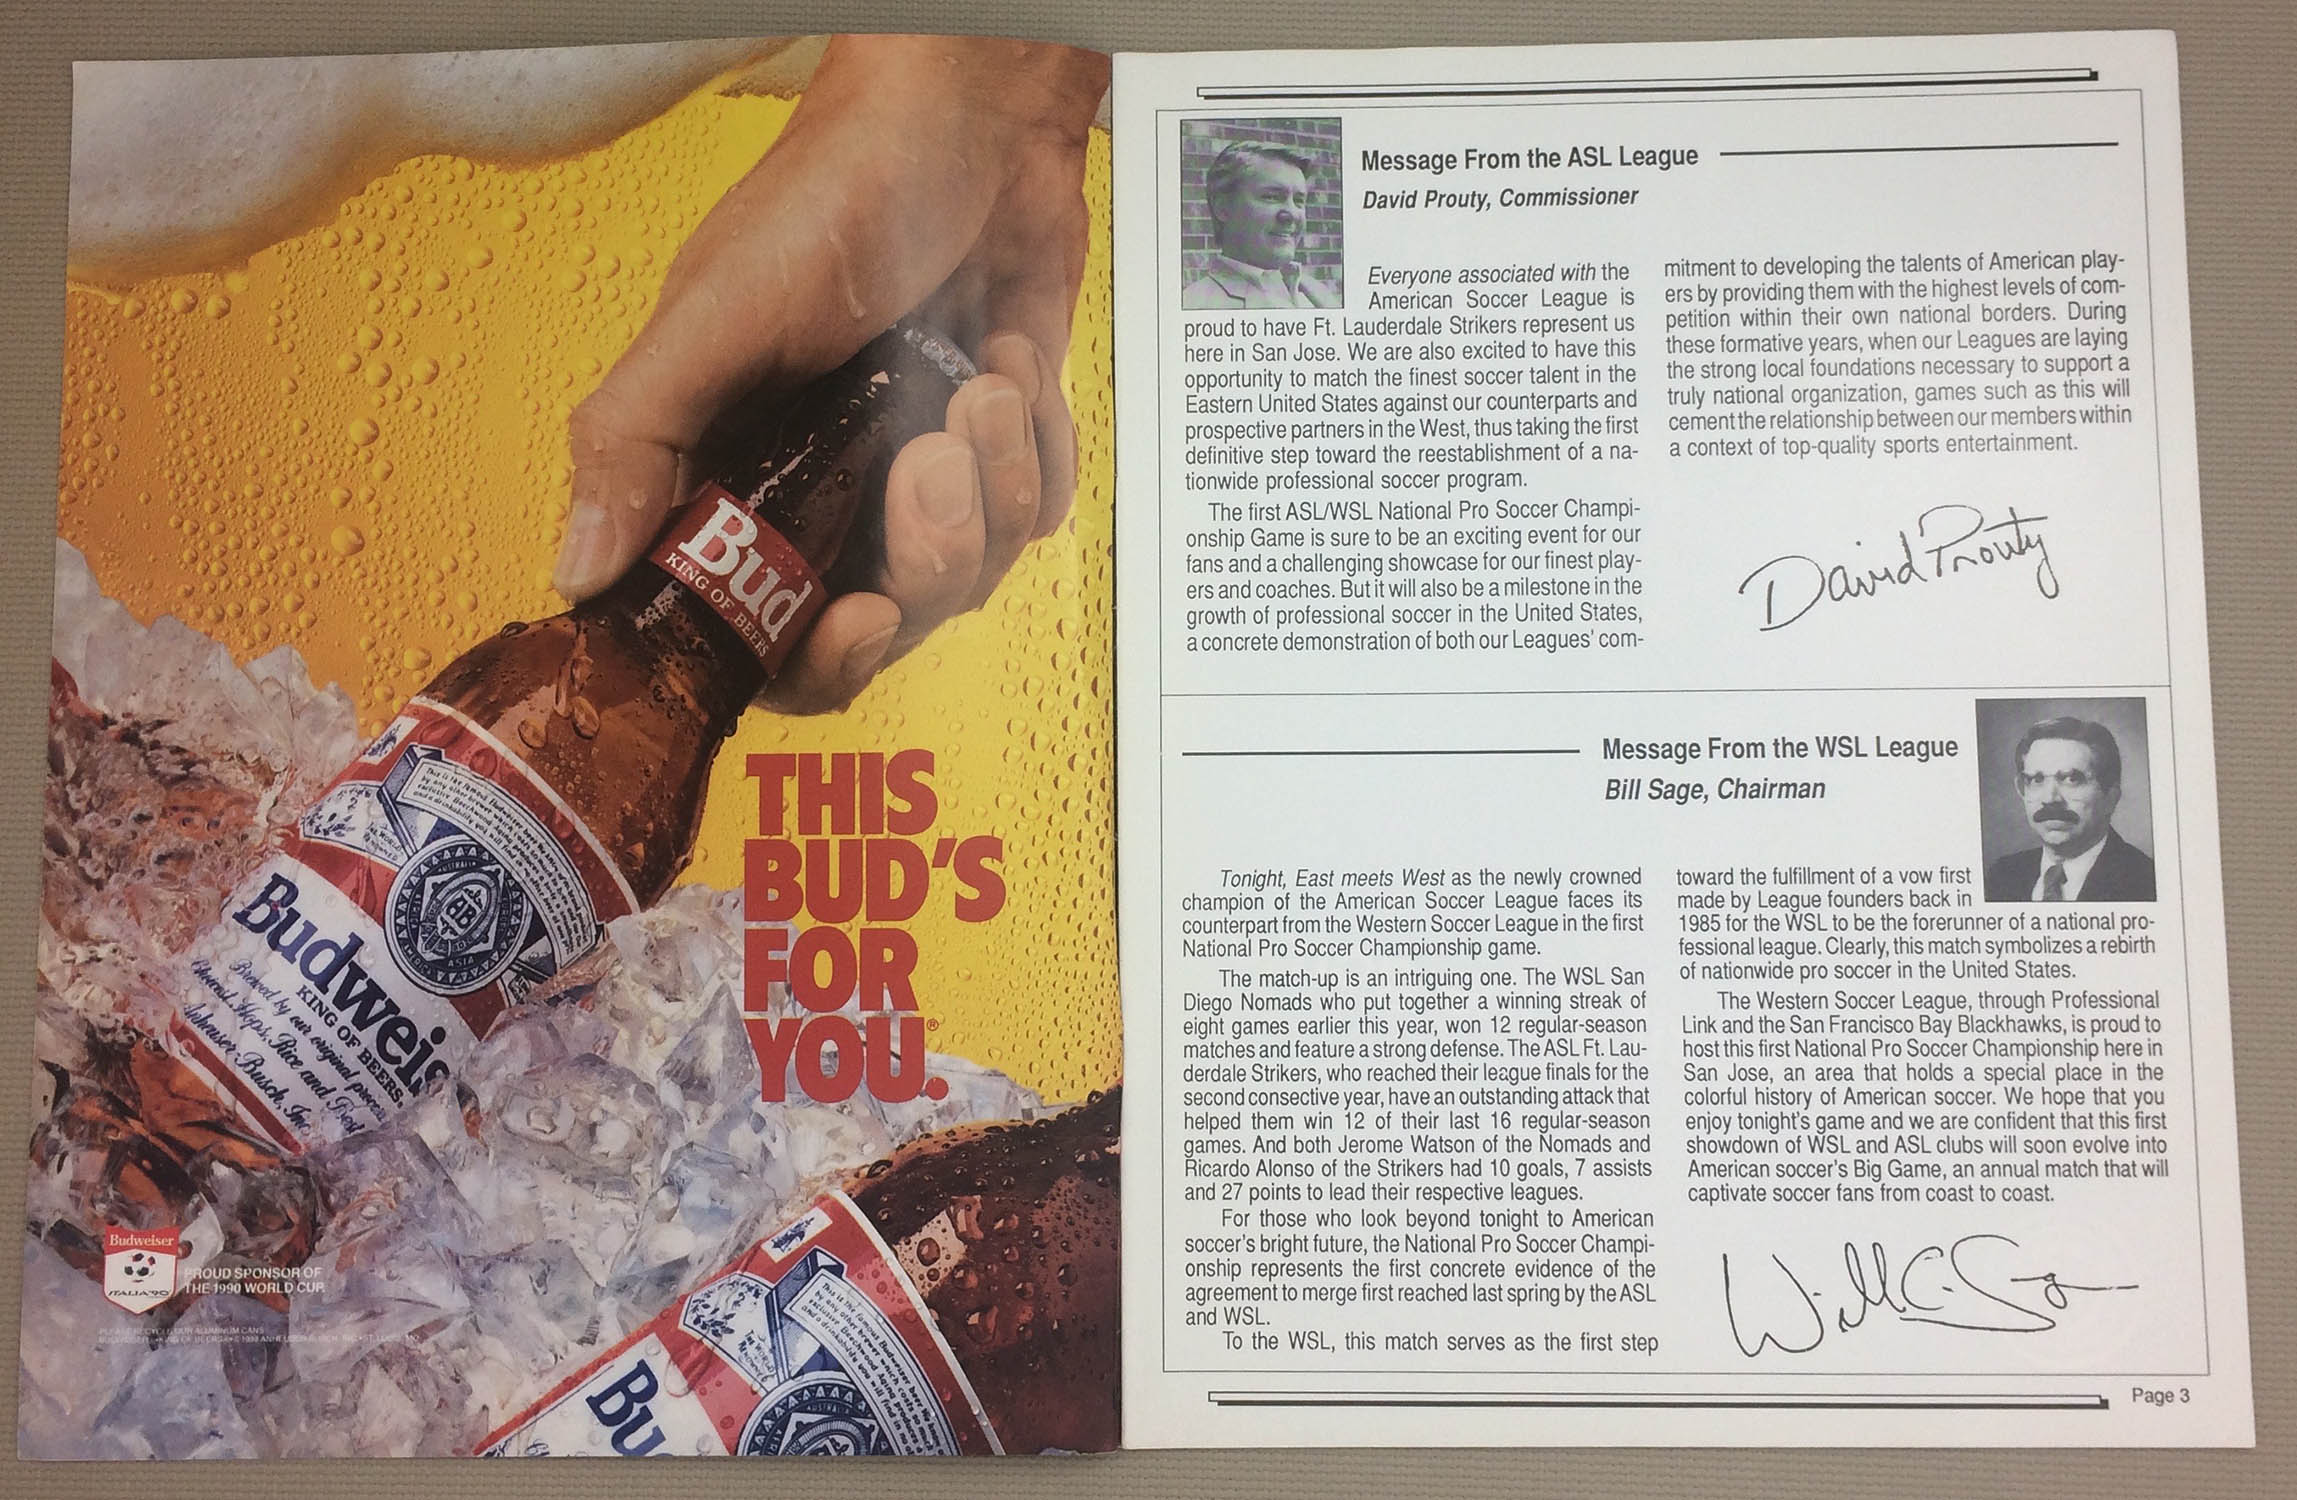 Bud
KING OF BEERS
Budweis
KING OF BEERS.
Brewed by our original process
Choicest Hops, Rice and Best
Anheuser-Busch, Inc.
AMERICA
ASIA
THIS
BUD'S
FOR
YOU.®
Budweiser
ITALIA '90
PROUD SPONSOR OF
THE 1990 WORLD CUP.
Bu
Message From the ASL League
David Prouty, Commissioner
Everyone associated with the
American Soccer League is
proud to have Ft. Lauderdale Strikers represent us
here in San Jose. We are also excited to have this
opportunity to match the finest soccer talent in the
Eastern United States against our counterparts and
prospective partners in the West, thus taking the first
definitive step toward the reestablishment of a na-
tionwide professional soccer program.
The first ASL/WSL National Pro Soccer Champi-
onship Game is sure to be an exciting event for our
fans and a challenging showcase for our finest play-
ers and coaches. But it will also be a milestone in the
growth of professional soccer in the United States,
a concrete demonstration of both our Leagues' com-
mitment to developing the talents of American play-
ers by providing them with the highest levels of com-
petition within their own national borders. During
these formative years, when our Leagues are laying
the strong local foundations necessary to support a
truly national organization, games such as this will
cement the relationship between our members within
a context of top-quality sports entertainment.
David Prouty
Message From the WSL League
Bill Sage, Chairman
Tonight, East meets West as the newly crowned
champion of the American Soccer League faces its
counterpart from the Western Soccer League in the first
National Pro Soccer Championship game.
The match-up is an intriguing one. The WSL San
Diego Nomads who put together a winning streak of
eight games earlier this year, won 12 regular-season
matches and feature a strong defense. The ASL Ft. Lau-
derdale Strikers, who reached their league finals for the
second consective year, have an outstanding attack that
helped them win 12 of their last 16 regular-season
games. And both Jerome Watson of the Nomads and
Ricardo Alonso of the Strikers had 10 goals, 7 assists
and 27 points to lead their respective leagues.
For those who look beyond tonight to American
soccer's bright future, the National Pro Soccer Champi-
onship represents the first concrete evidence of the
agreement to merge first reached last spring by the ASL
and WSL.
To the WSL, this match serves as the first step
toward the fulfillment of a vow first
made by League founders back in
1985 for the WSL to be the forerunner of a national pro-
fessional league. Clearly, this match symbolizes a rebirth
of nationwide pro soccer in the United States.
The Western Soccer League, through Professional
Link and the San Francisco Bay Blackhawks, is proud to
host this first National Pro Soccer Championship here in
San Jose, an area that holds a special place in the
colorful history of American soccer. We hope that you
enjoy tonight's game and we are confident that this first
showdown of WSL and ASL clubs will soon evolve into
American soccer's Big Game, an annual match that will
captivate soccer fans from coast to coast.
Will C. Sage
Page 3